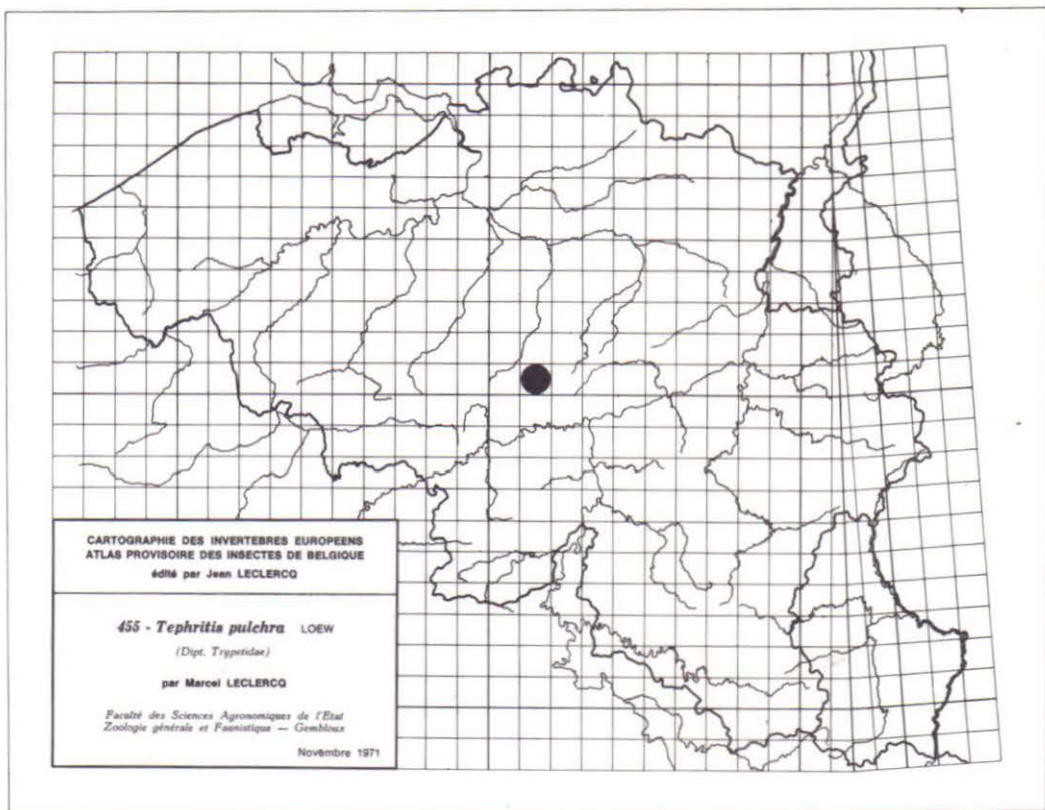 CARTOGRAPHIE DES INVERTEBRES EUROPEENS
ATLAS PROVISOIRE DES INSECTES DE BELGIQUE
édité par Jean LECLERCQ
455 - Tephritis pulchra LOEW
(Dipt. Trypetidae)
par Marcel LECLERCQ
Faculté des Sciences Agronomiques de l'Etat
Zoologie générale et Faunistique — Gembloux
Novembre 1971